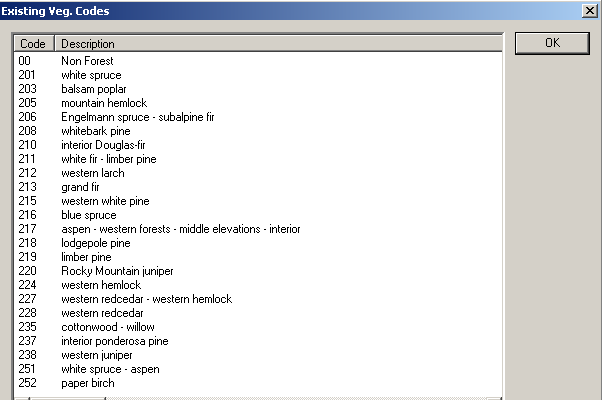 Existing Veg. Codes
OK
Code Description
00 Non Forest
201 white spruce
203 balsam poplar
205 mountain hemlock
206 Engelmann spruce - subalpine fir
208 whitebark pine
210 interior Douglas-fir
211 white fir - limber pine
212 western larch
213 grand fir
215 western white pine
216 blue spruce
217 aspen - western forests - middle elevations - interior
218 lodgepole pine
219 limber pine
220 Rocky Mountain juniper
224 western hemlock
227 western redcedar - western hemlock
228 western redcedar
235 cottonwood - willow
237 interior ponderosa pine
238 western juniper
251 white spruce - aspen
252 paper birch